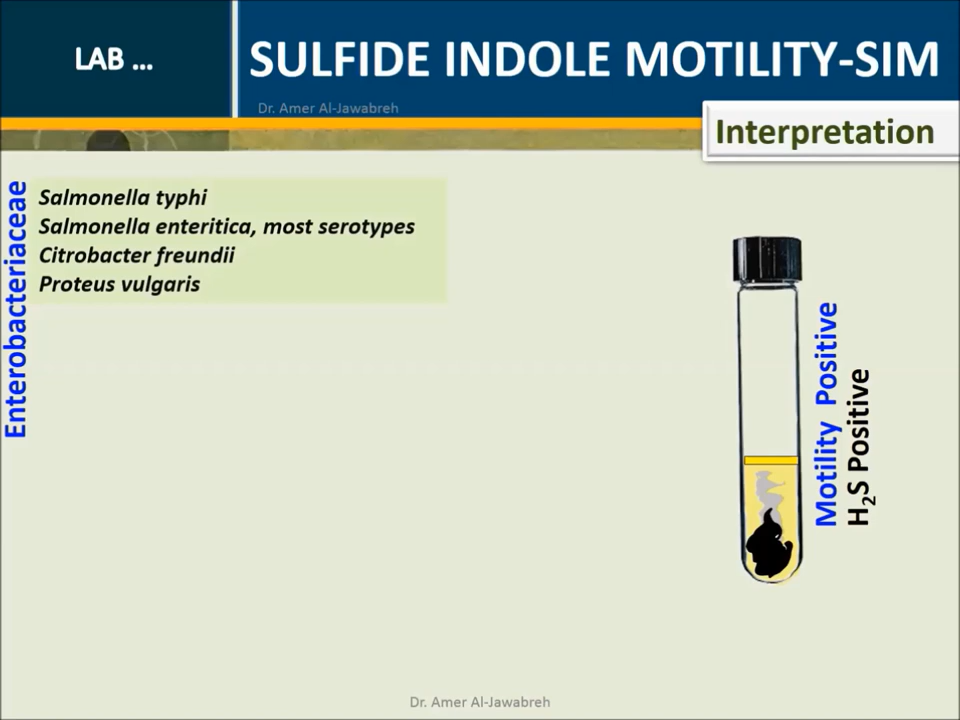 LAB ...
SULFIDE INDOLE MOTILITY-SIM
Dr. Amer Al-Jawabreh
Interpretation
Enterobacteriaceae
Salmonella typhi
Salmonella enteritica, most serotypes
Citrobacter freundii
Proteus vulgaris
Motility Positive
H₂S Positive
Dr. Amer Al-Jawabreh